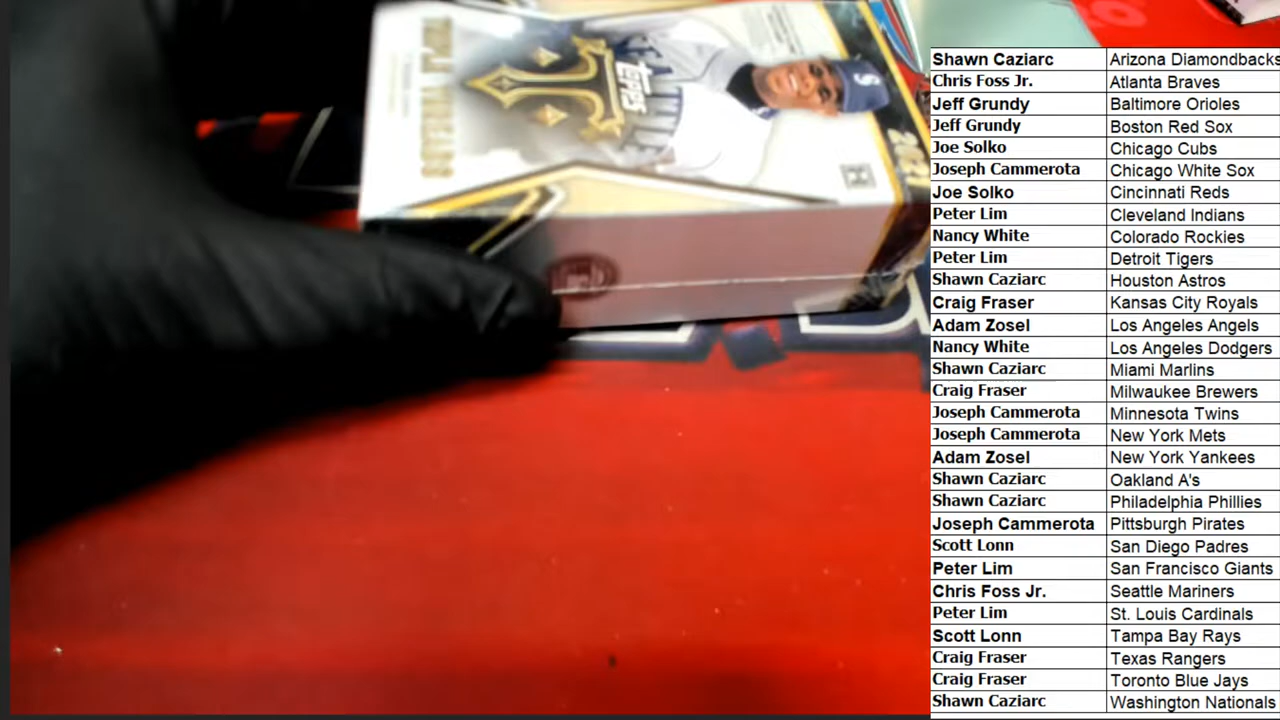 TOPPS
TRIPLE THREADS
S
2021
H
Shawn Caziarc Arizona Diamondbacks
Chris Foss Jr. Atlanta Braves
Jeff Grundy Baltimore Orioles
Jeff Grundy Boston Red Sox
Joe Solko Chicago Cubs
Joseph Cammerota Chicago White Sox
Joe Solko Cincinnati Reds
Peter Lim Cleveland Indians
Nancy White Colorado Rockies
Peter Lim Detroit Tigers
Shawn Caziarc Houston Astros
Craig Fraser Kansas City Royals
Adam Zosel Los Angeles Angels
Nancy White Los Angeles Dodgers
Shawn Caziarc Miami Marlins
Craig Fraser Milwaukee Brewers
Joseph Cammerota Minnesota Twins
Joseph Cammerota New York Mets
Adam Zosel New York Yankees
Shawn Caziarc Oakland A's
Shawn Caziarc Philadelphia Phillies
Joseph Cammerota Pittsburgh Pirates
Scott Lonn San Diego Padres
Peter Lim San Francisco Giants
Chris Foss Jr. Seattle Mariners
Peter Lim St. Louis Cardinals
Scott Lonn Tampa Bay Rays
Craig Fraser Texas Rangers
Craig Fraser Toronto Blue Jays
Shawn Caziarc Washington Nationals